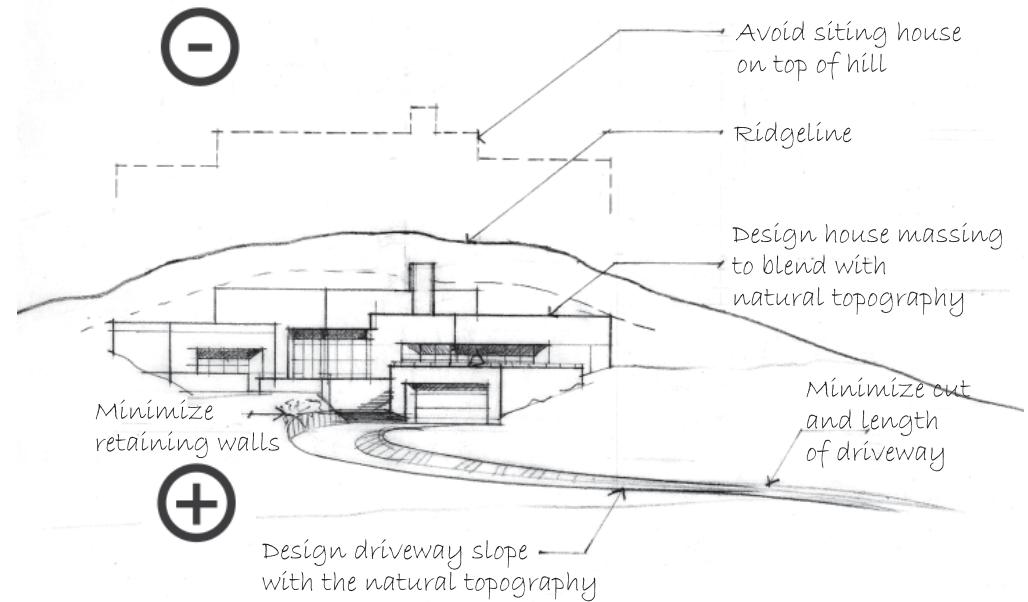 -
Avoid siting house
on top of hill
Ridgeline
Design house massing
to blend with
natural topography
Minimize cut
and length
of driveway
Minimize
retaining walls
+
Design driveway slope
with the natural topography